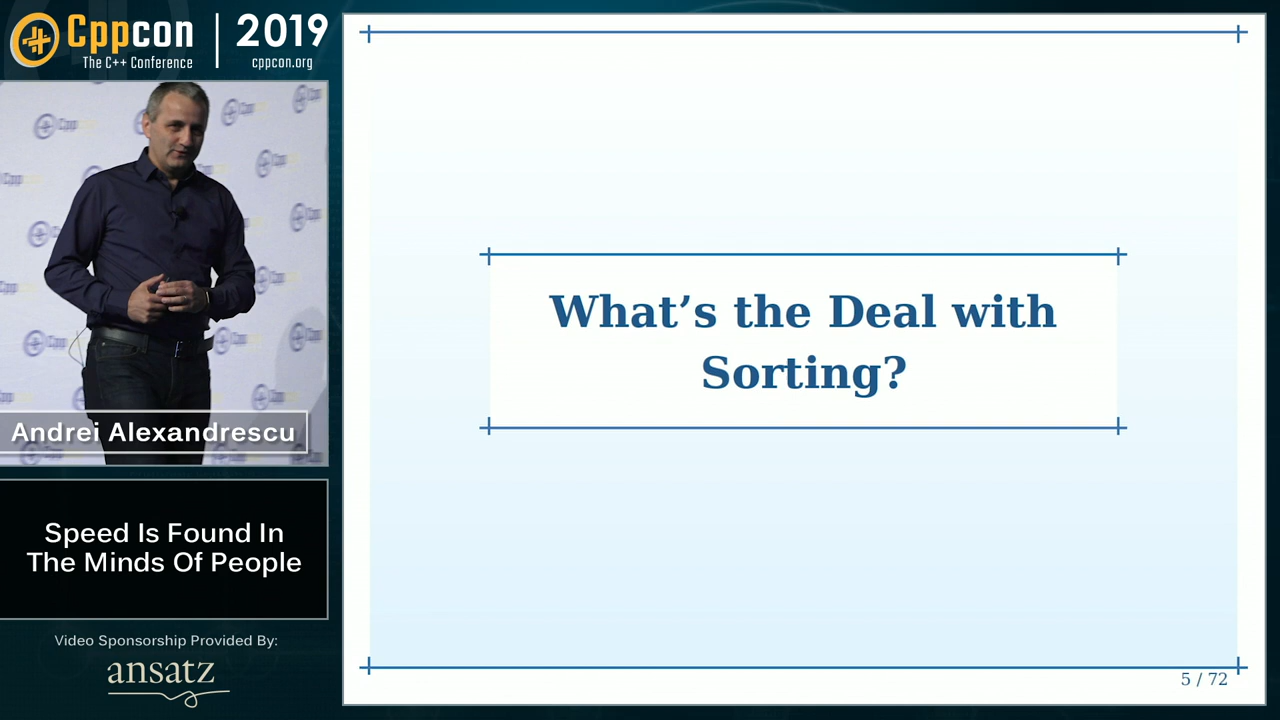 Cppcon
The C++ Conference
2019
cppcon.org
Andrei Alexandrescu
Speed Is Found In
The Minds Of People
Video Sponsorship Provided By:
ansatz
What’s the Deal with
Sorting?
5 / 72